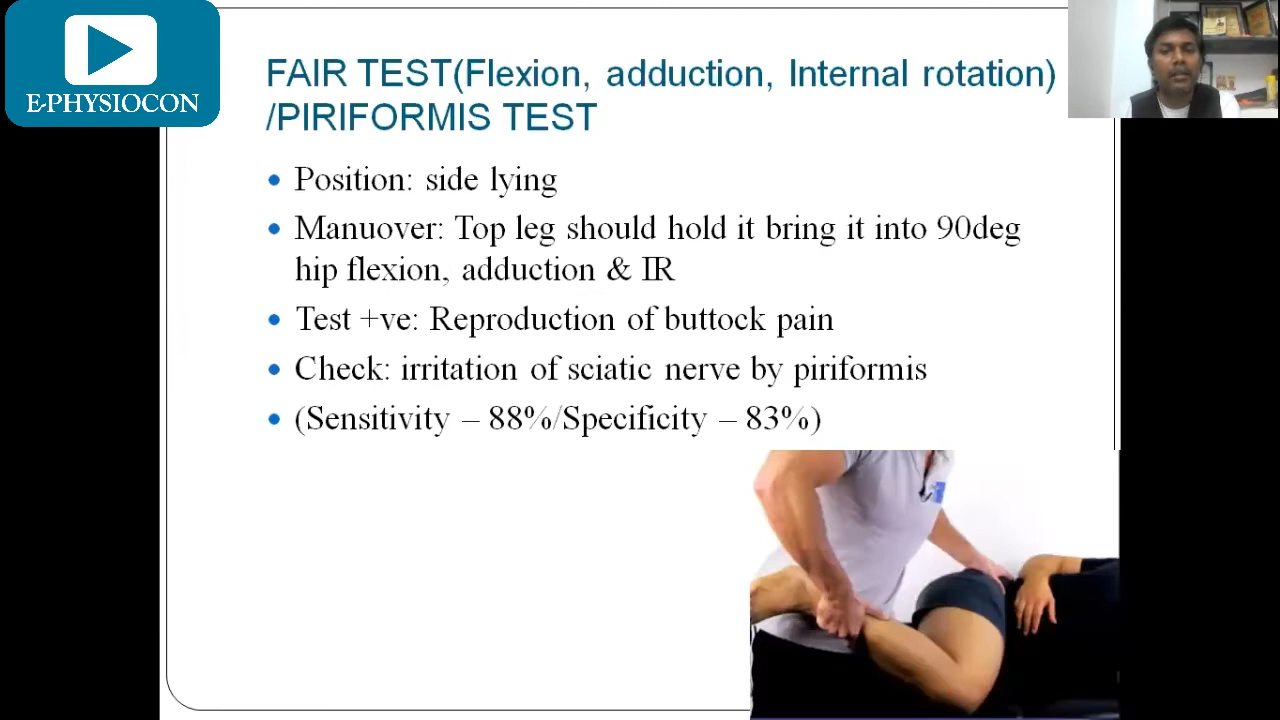 E-PHYSIOCON
FAIR TEST(Flexion, adduction, Internal rotation)
/PIRIFORMIS TEST
• Position: side lying
• Manuover: Top leg should hold it bring it into 90deg
hip flexion, adduction & IR
• Test +ve: Reproduction of buttock pain
• Check: irritation of sciatic nerve by piriformis
• (Sensitivity – 88%/Specificity – 83%)